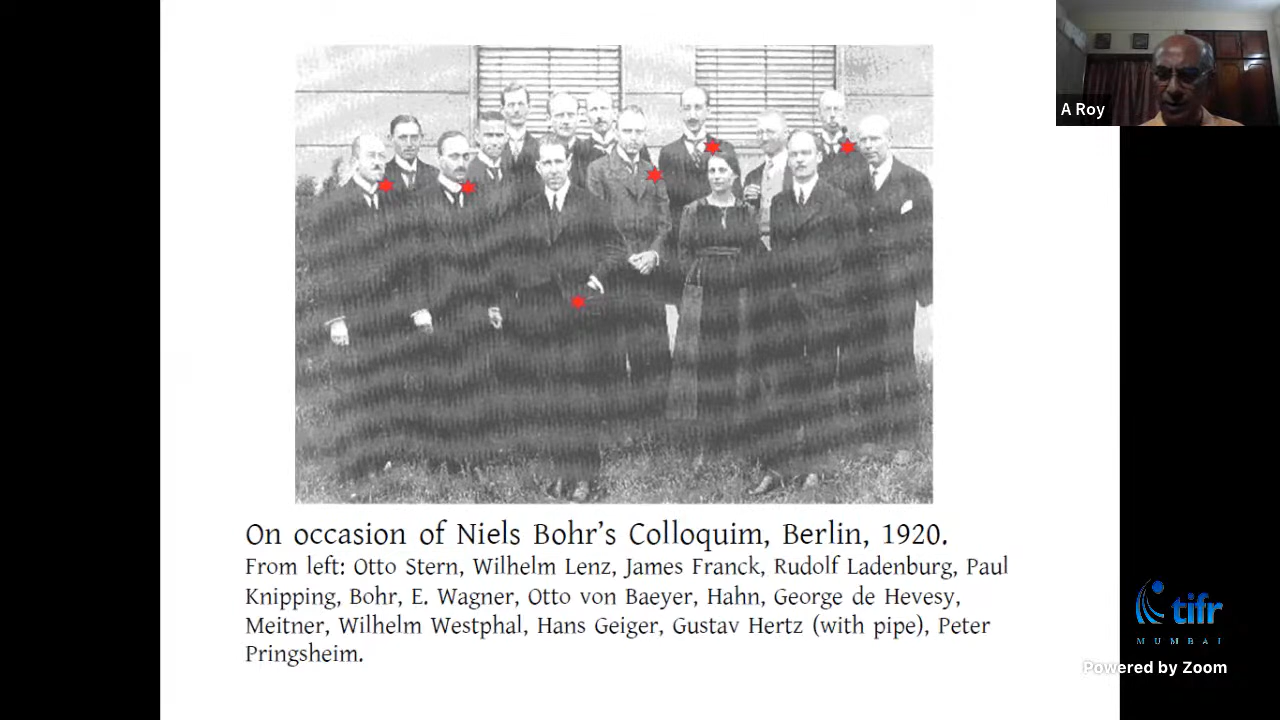 A Roy
On occasion of Niels Bohr's Colloquim, Berlin, 1920.
From left: Otto Stern, Wilhelm Lenz, James Franck, Rudolf Ladenburg, Paul
Knipping, Bohr, E. Wagner, Otto von Baeyer, Hahn, George de Hevesy,
Meitner, Wilhelm Westphal, Hans Geiger, Gustav Hertz (with pipe), Peter
Pringsheim.
tifr
MUMBAI
Powered by Zoom